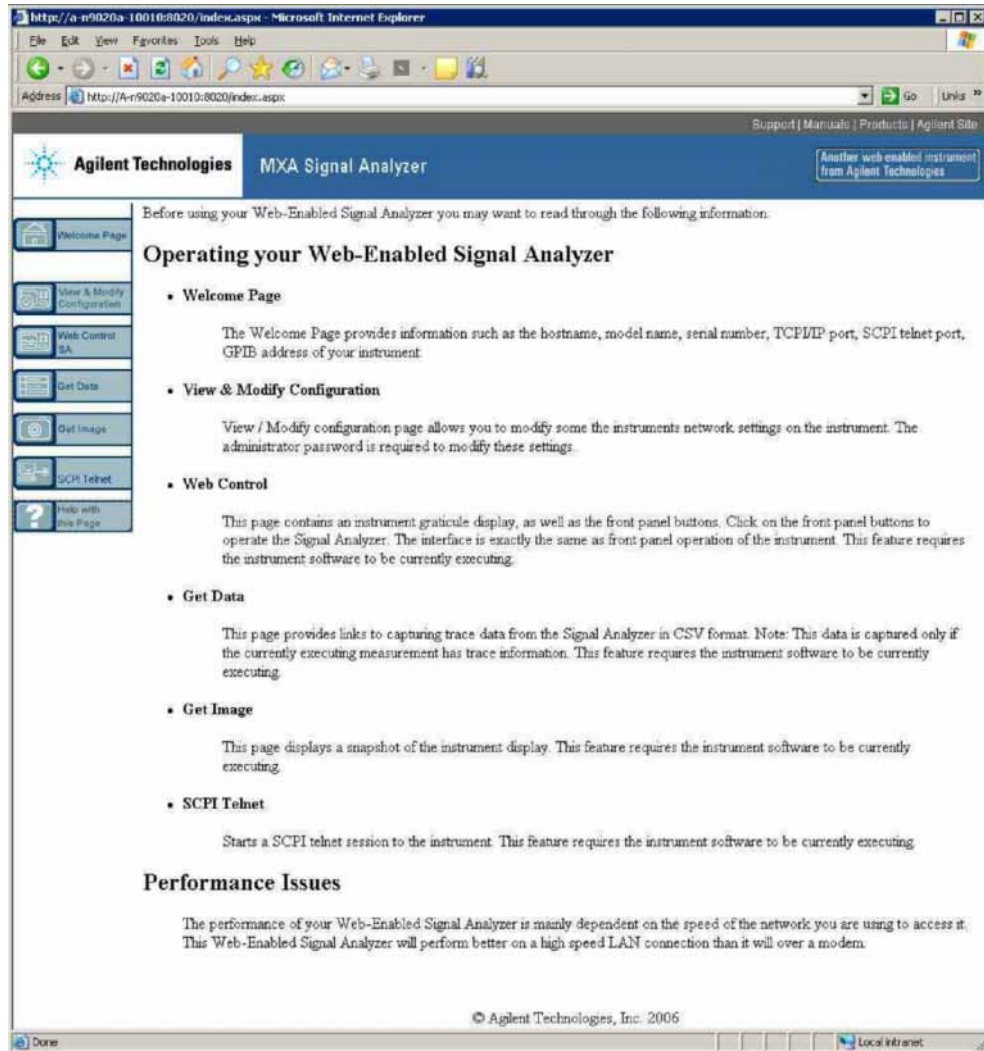 http://a-n9020a-10010:8020/index.aspx - Microsoft Internet Explorer
File Edit View Favorites Tools Help
Address http://A-n9020a-10010:8020/index.aspx Go Links »
Support | Manuals | Products | Agilent Site
Agilent Technologies MXA Signal Analyzer
Another web-enabled instrument
from Agilent Technologies
Welcome Page
View & Modify
Configuration
Web Control
SA
Get Data
Get Image
SCPI Telnet
? Help with
this Page
Before using your Web-Enabled Signal Analyzer you may want to read through the following information.
Operating your Web-Enabled Signal Analyzer
• Welcome Page
The Welcome Page provides information such as the hostname, model name, serial number, TCPI/IP port, SCPI telnet port,
GPIB address of your instrument.
• View & Modify Configuration
View / Modify configuration page allows you to modify some the instruments network settings on the instrument. The
administrator password is required to modify these settings.
• Web Control
This page contains an instrument graticule display, as well as the front panel buttons. Click on the front panel buttons to
operate the Signal Analyzer. The interface is exactly the same as front panel operation of the instrument. This feature requires
the instrument software to be currently executing.
• Get Data
This page provides links to capturing trace data from the Signal Analyzer in CSV format. Note: This data is captured only if
the currently executing measurement has trace information. This feature requires the instrument software to be currently
executing.
• Get Image
This page displays a snapshot of the instrument display. This feature requires the instrument software to be currently
executing.
• SCPI Telnet
Starts a SCPI telnet session to the instrument. This feature requires the instrument software to be currently executing.
Performance Issues
The performance of your Web-Enabled Signal Analyzer is mainly dependent on the speed of the network you are using to access it.
This Web-Enabled Signal Analyzer will perform better on a high speed LAN connection than it will over a modem.
© Agilent Technologies, Inc. 2006
Done Local intranet